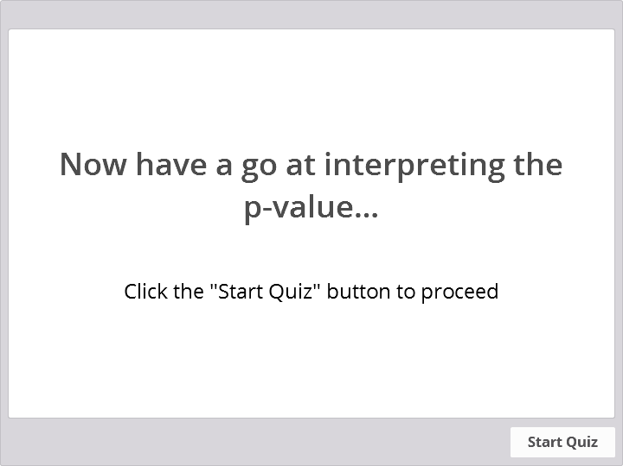 Now have a go at interpreting the
p-value...
Click the "Start Quiz" button to proceed
Start Quiz